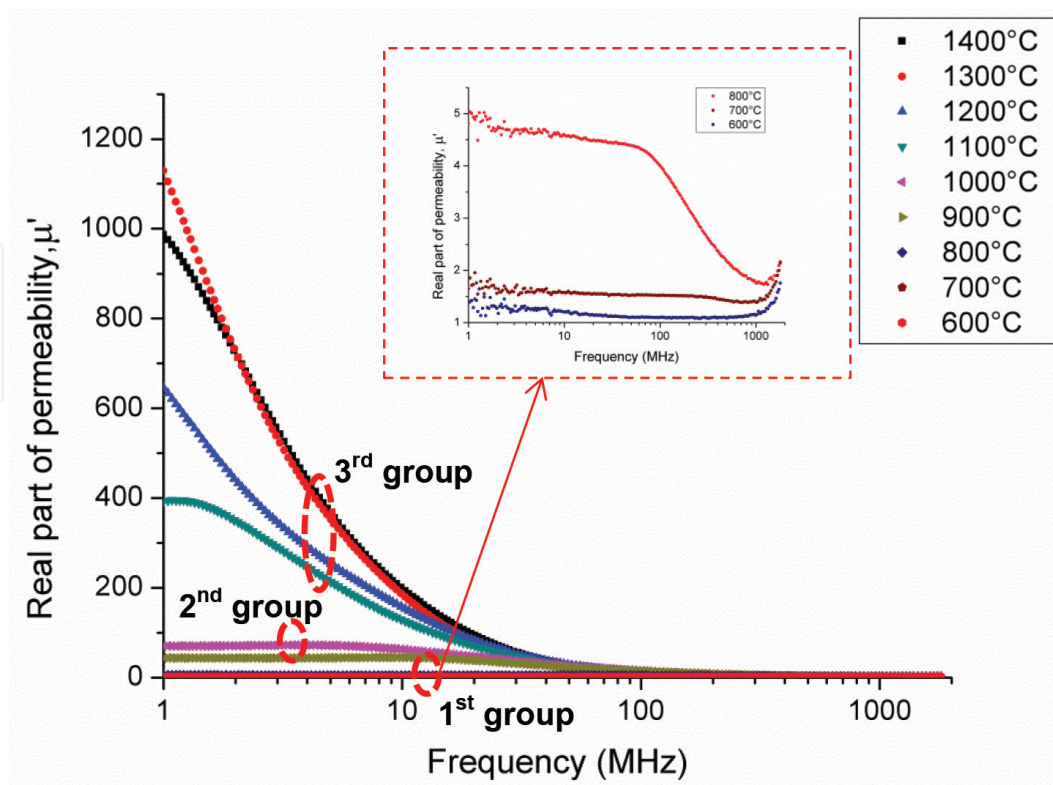 1400°C
1300°C
1200°C
1100°C
1000°C
900°C
800°C
700°C
600°C
Real part of permeability,μ'
1200
1000
800
600
400
200
0
1
10
100
1000
Frequency (MHz)
3rd group
2nd group
1st group
800°C
700°C
600°C
Real part of permeability, μ'
5
4
3
2
1
1
10
100
1000
Frequency (MHz)